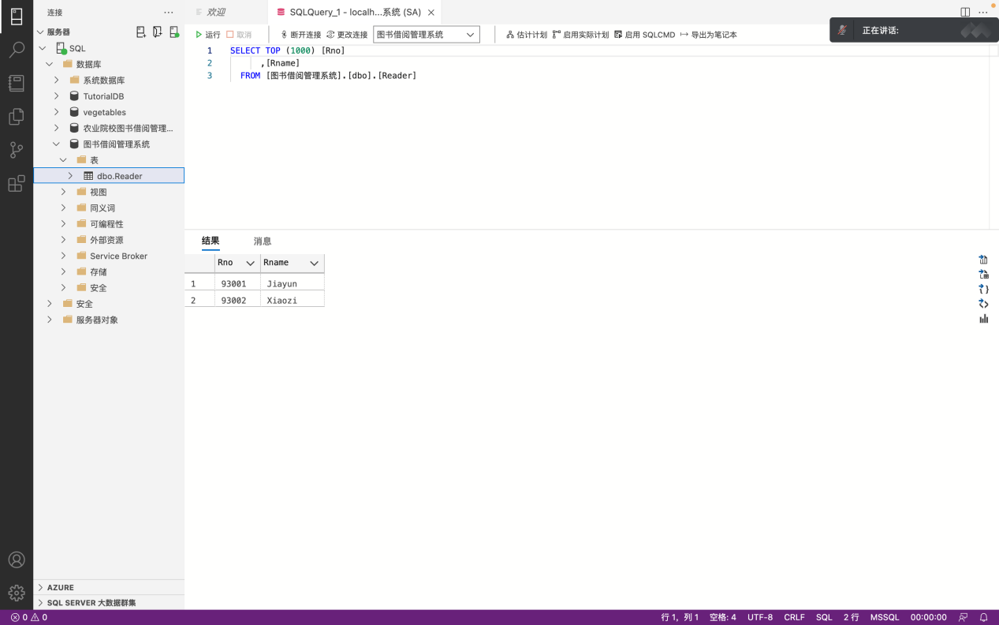 连接
欢迎
SQLQuery_1 - localh...系统 (SA)
正在讲话:
服务器
运行
取消
断开连接
更改连接
图书借阅管理系统
估计计划
启用实际计划
启用 SQLCMD
导出为笔记本
SQL
数据库
系统数据库
TutorialDB
vegetables
农业院校图书借阅管理...
图书借阅管理系统
表
dbo.Reader
视图
同义词
可编程性
外部资源
Service Broker
存储
安全
安全
服务器对象
AZURE
SQL SERVER 大数据群集
1 SELECT TOP (1000) [Rno]
2 ,[Rname]
3 FROM [图书借阅管理系统].[dbo].[Reader]
结果 消息
Rno Rname
1 93001 Jiayun
2 93002 Xiaozi
0 0
行 1，列 1 空格: 4 UTF-8 CRLF SQL 2 行 MSSQL 00:00:00